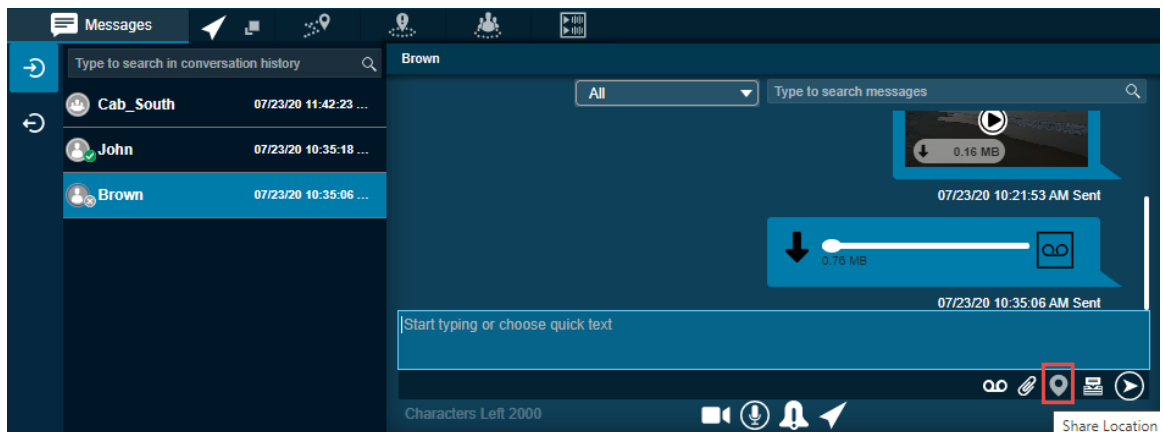 Messages
Type to search in conversation history
Cab_South 07/23/20 11:42:23 ...
John 07/23/20 10:35:18 ...
Brown 07/23/20 10:35:06 ...
Brown
All
Type to search messages
0.16 MB
07/23/20 10:21:53 AM Sent
0.76 MB
07/23/20 10:35:06 AM Sent
Start typing or choose quick text
Characters Left 2000
Share Location